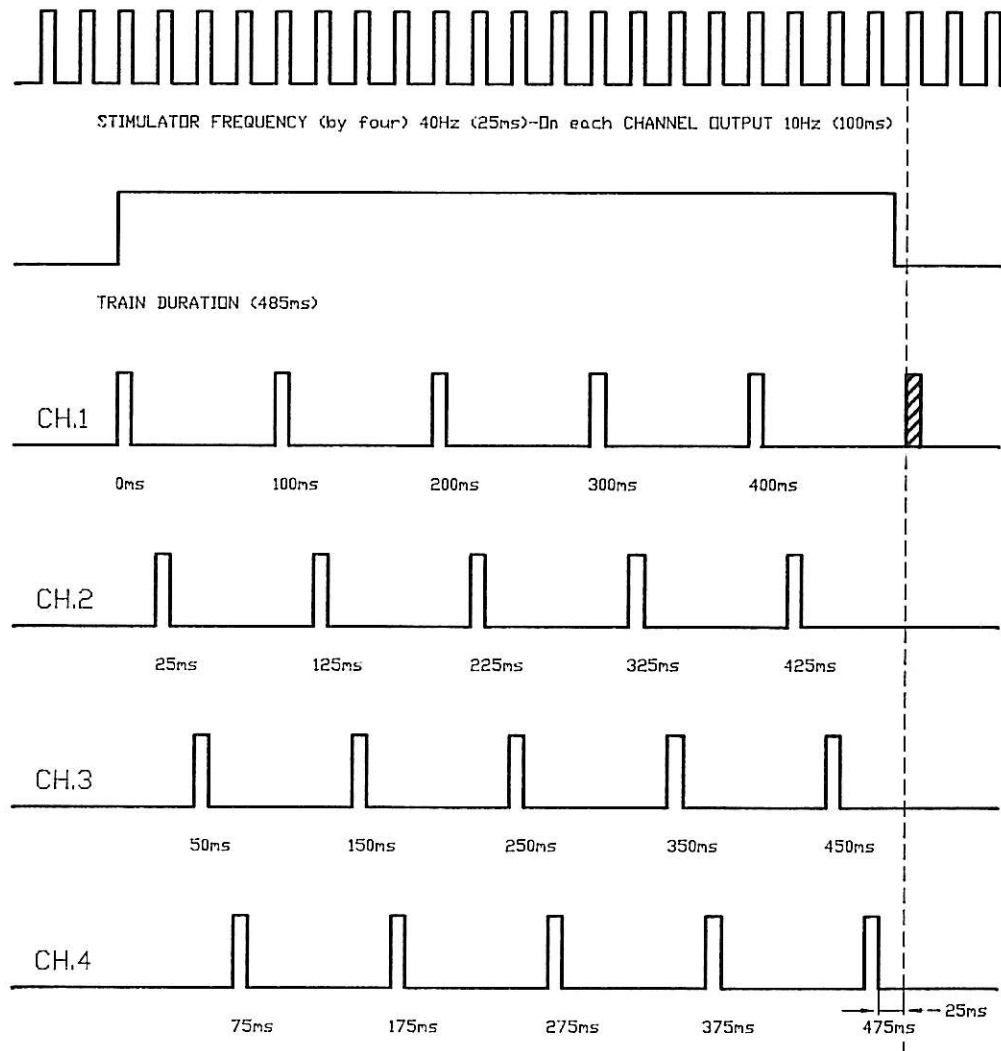 STIMULATOR FREQUENCY (by four) 40Hz (25ms)-On each CHANNEL OUTPUT 10Hz (100ms)
TRAIN DURATION (485ms)
CH.1
0ms 100ms 200ms 300ms 400ms
CH.2
25ms 125ms 225ms 325ms 425ms
CH.3
50ms 150ms 250ms 350ms 450ms
CH.4
25ms
75ms 175ms 275ms 375ms 475ms